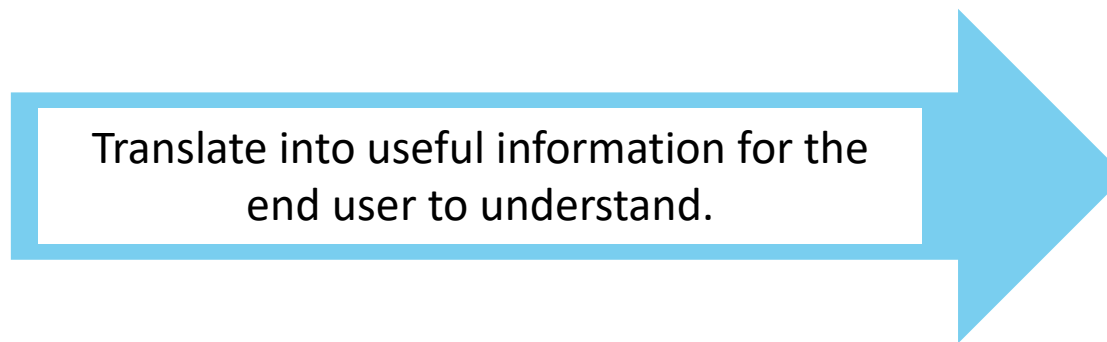 Translate into useful information for the
end user to understand.